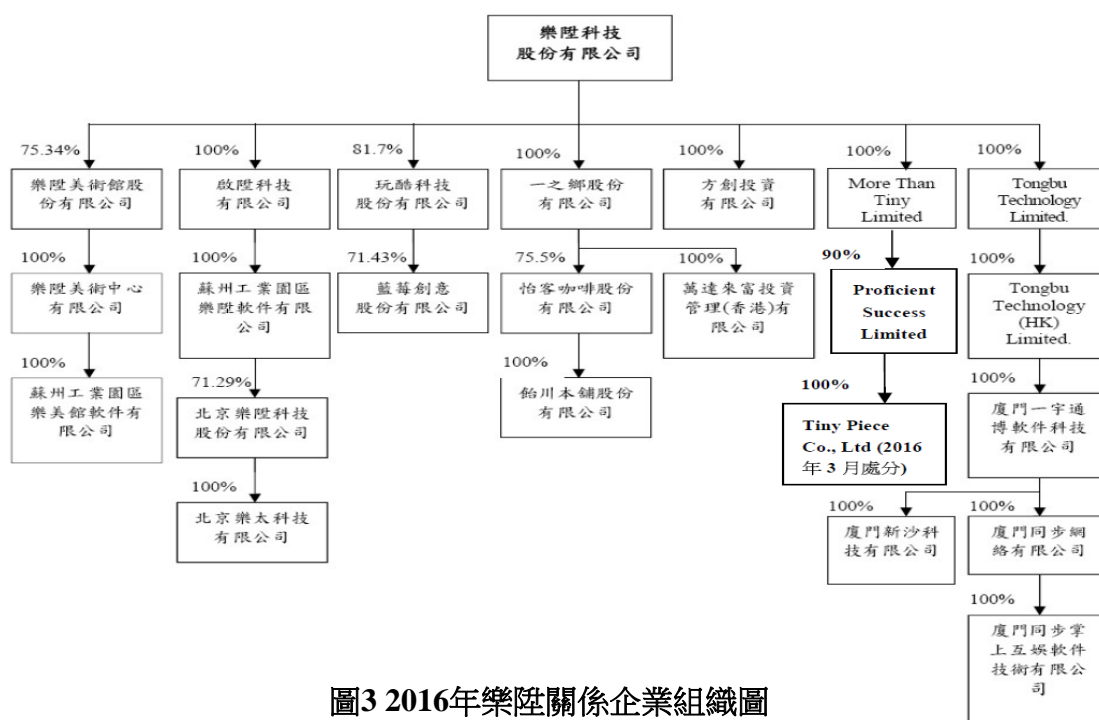 樂陞科技
股份有限公司
75.34%
100%
81.7%
100%
100%
100%
100%
樂陞美術館股
份有限公司
啟陞科技
有限公司
玩酷科技
股份有限公司
一之鄉股份
有限公司
方創投資
有限公司
More Than
Tiny
Limited
Tongbu
Technology
Limited.
100%
100%
71.43%
75.5%
100%
90%
100%
樂陞美術中心
有限公司
蘇州工業園區
樂陞軟件有限
公司
藍莓創意
股份有限公司
怡客咖啡股份
有限公司
萬達來富投資
管理(香港)有
限公司
Proficient
Success
Limited
Tongbu
Technology
(HK)
Limited.
100%
71.29%
100%
100%
100%
蘇州工業園區
樂美館軟件有
限公司
北京樂陞科技
股份有限公司
飴川本舖股份
有限公司
Tiny Piece
Co., Ltd (2016
年 3 月處分)
廈門一宇通
博軟件科技
有限公司
100%
100%
100%
北京樂太科技
有限公司
廈門新沙科
技有限公司
廈門同步網
絡有限公司
100%
廈門同步掌
上互娛軟件
技術有限公
司
圖3 2016年樂陞關係企業組織圖